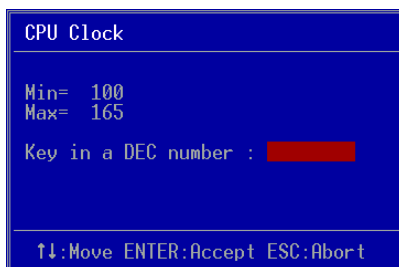 CPU Clock
Min=  100
Max=  165
Key in a DEC number :
↑↓:Move ENTER:Accept ESC:Abort